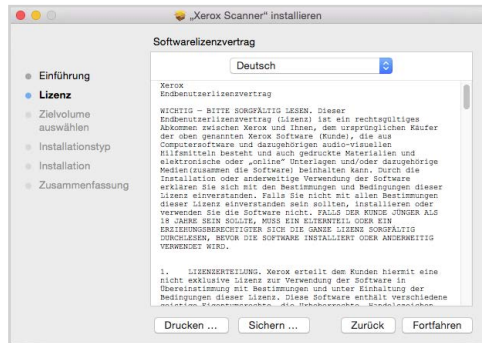 „Xerox Scanner“ installieren
Softwarelizenzvertrag
Einführung
Lizenz
Zielvolume
auswählen
Installationstyp
Installation
Zusammenfassung
Deutsch
Xerox
Endbenutzerlizenzvertrag
WICHTIG — BITTE SORGFÄLTIG LESEN. Dieser
Endbenutzerlizenzvertrag (Lizenz) ist ein rechtsgültiges
Abkommen zwischen Xerox und Ihnen, dem ursprünglichen Käufer
der oben genannten Xerox Software (Kunde), die aus
Computersoftware und dazugehörigen audio-visuellen
Hilfsmitteln besteht und auch gedruckte Materialien und
elektronische oder „online“ Unterlagen und/oder dazugehörige
Medien(zusammen die Software) beinhalten kann. Durch die
Installation oder anderweitige Verwendung der Software
erklären Sie sich mit den Bestimmungen und Bedingungen dieser
Lizenz einverstanden. Falls Sie nicht mit allen Bestimmungen
dieser Lizenz einverstanden sein sollten, installieren oder
verwenden Sie die Software nicht. FALLS DER KUNDE JÜNGER ALS
18 JAHRE SEIN SOLLTE, MUSS EIN ELTERNTEIL ODER EIN
ERZIEHUNGSBERECHTIGTER SICH DIE GANZE LIZENZ SORGFÄLTIG
DURCHLESEN, BEVOR DIE SOFTWARE INSTALLIERT ODER ANDERWEITIG
VERWENDET WIRD.
1. LIZENZERTEILUNG. Xerox erteilt dem Kunden hiermit eine
nicht exklusive Lizenz zur Verwendung der Software in
Übereinstimmung mit Bestimmungen und unter Einhaltung der
Bedingungen dieser Lizenz. Diese Software enthält verschiedene
geistige Eigentumsrechte, die Urheberrechte, Handelszeichen
Drucken ...
Sichern ...
Zurück
Fortfahren